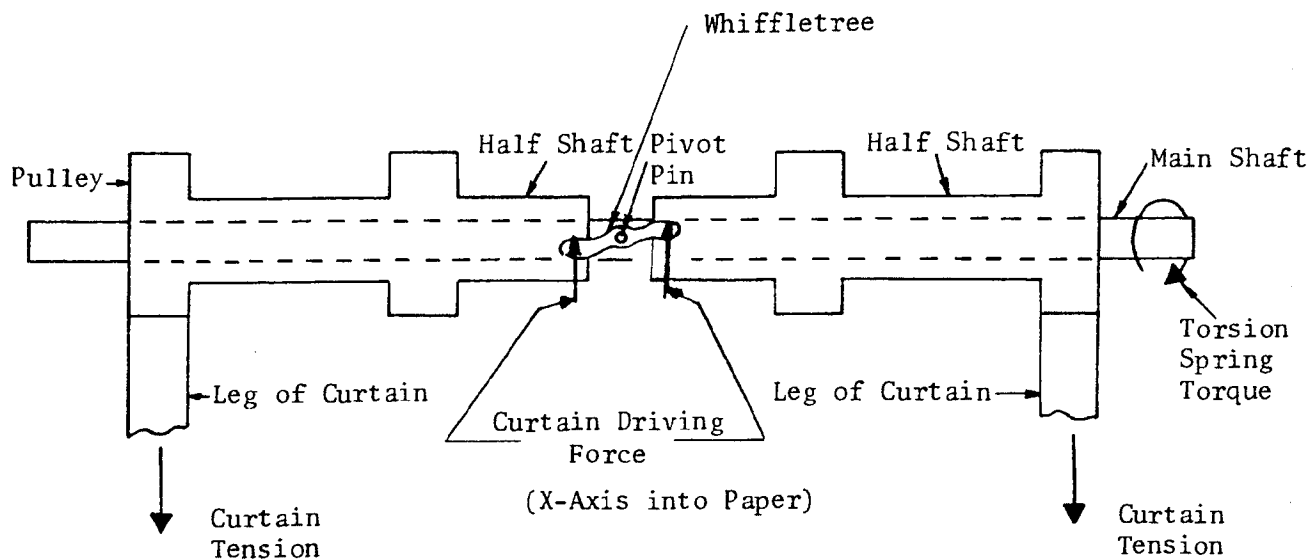 Whiffletree
Half Shaft
Pivot
Pin
Half Shaft
Main Shaft
Pulley
Torsion
Spring
Torque
Leg of Curtain
Leg of Curtain
Curtain Driving
Force
(X-Axis into Paper)
Curtain
Tension
Curtain
Tension